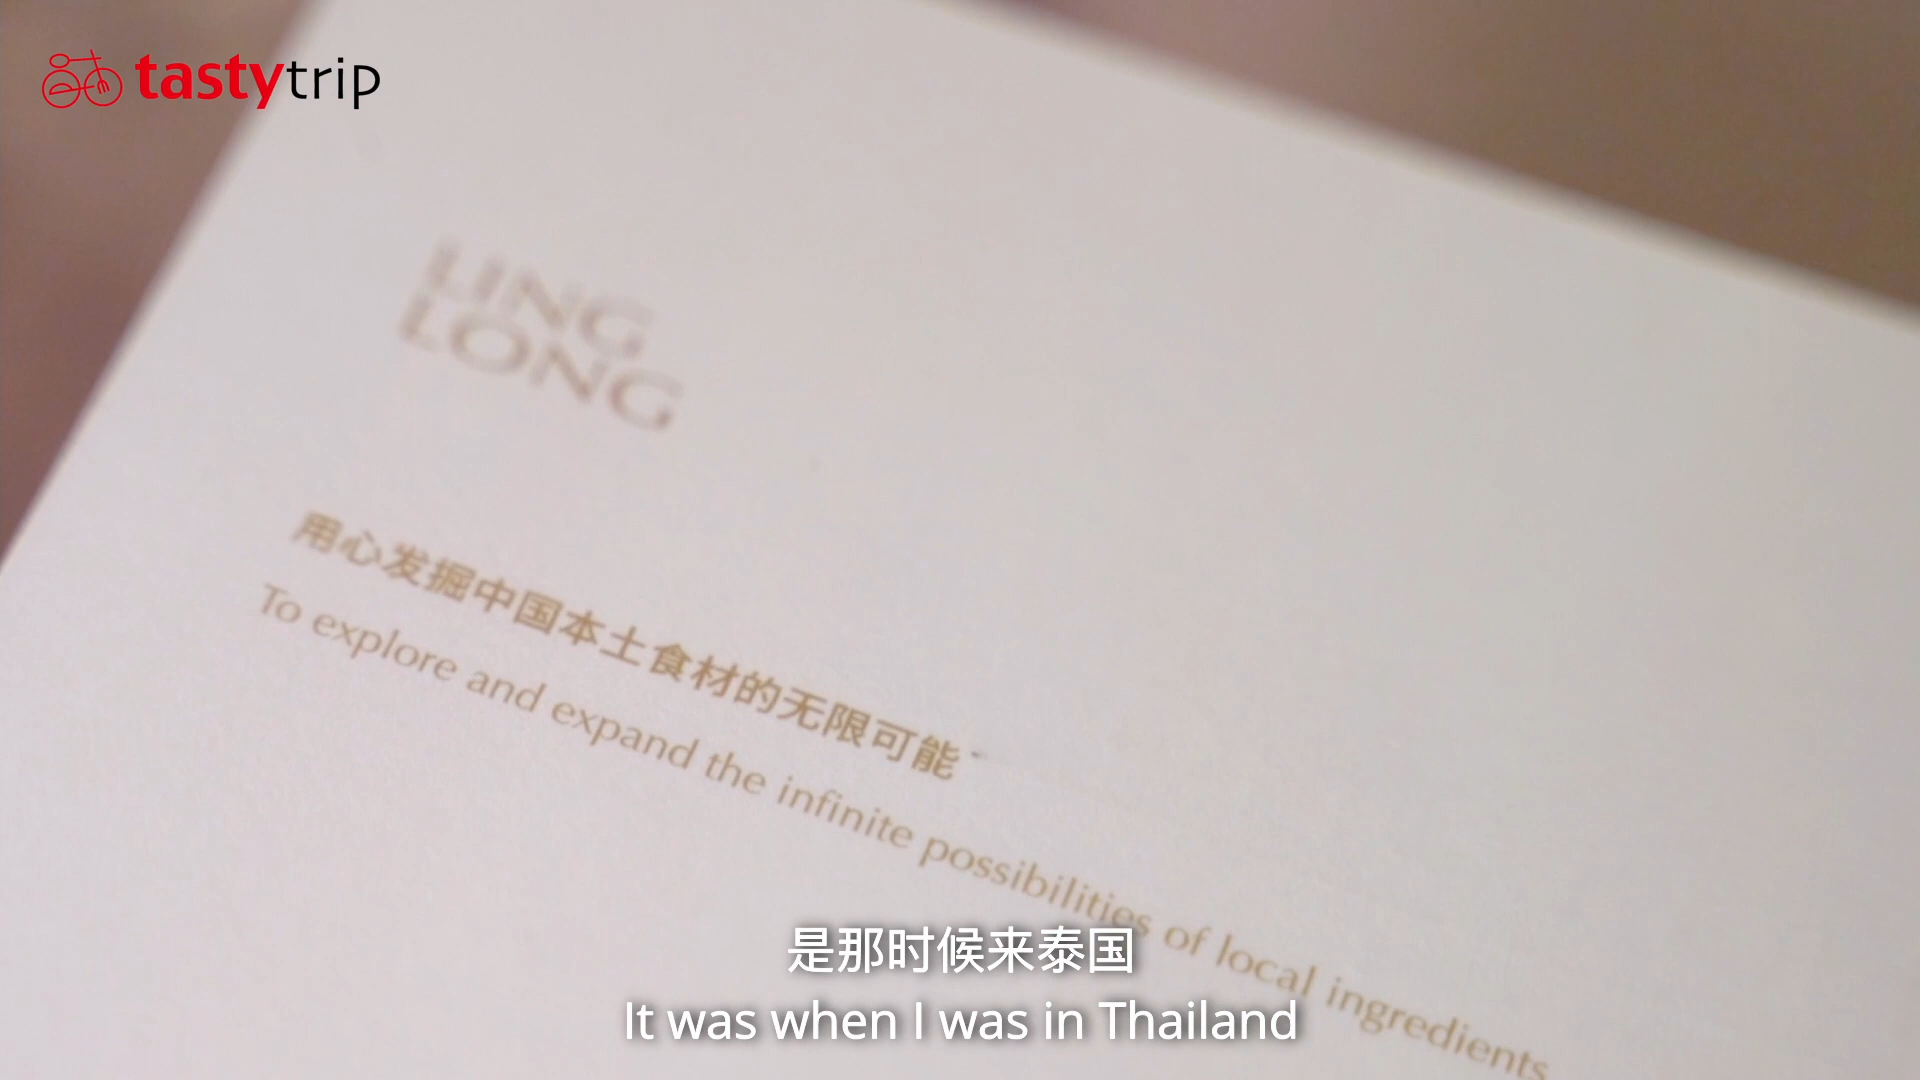 tastytrip
LING
LONG
用心发掘中国本土食材的无限可能
To explore and expand the infinite possibilities of local ingredients
是那时候来泰国
It was when I was in Thailand